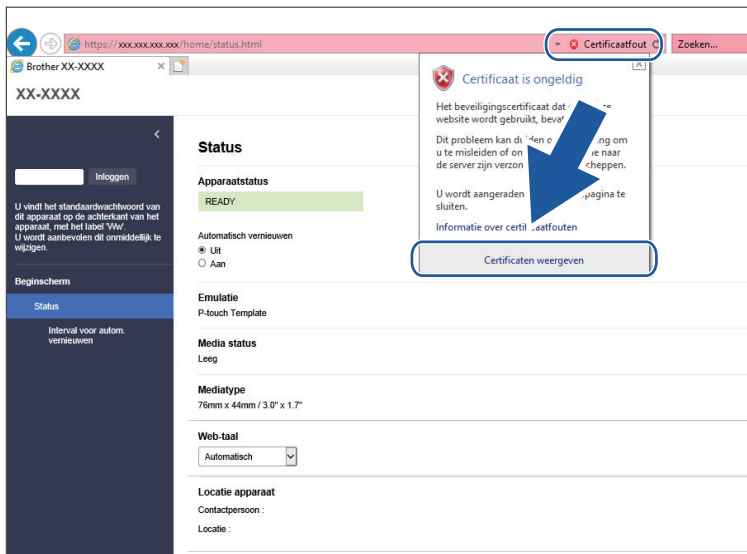 https://xxx.xxx.xxx.xxx/home/status.html
Certificaatfout
Zoeken...
Brother XX-XXXX
XX-XXXX
Certificaat is ongeldig
Het beveiligingscertificaat dat
website wordt gebruikt, bevat
Dit probleem kan om
u te misleiden of naar
de server zijn
U wordt aangeraden te
sluiten.
Informatie over certificaatfouten
Certificaten weergeven
Inloggen
U vindt het standaardwachtwoord van
dit apparaat op de achterkant van het
apparaat, met het label 'Ww'.
U wordt aanbevolen dit onmiddellijk te
wijzigen.
Beginscherm
Status
Interval voor autom.
vernieuwen
Status
Apparaatstatus
READY
Automatisch vernieuwen
Uit
Aan
Emulatie
P-touch Template
Media status
Leeg
Mediatype
76mm x 44mm / 3.0" x 1.7"
Web-taal
Automatisch
Locatie apparaat
Contactpersoon :
Locatie :